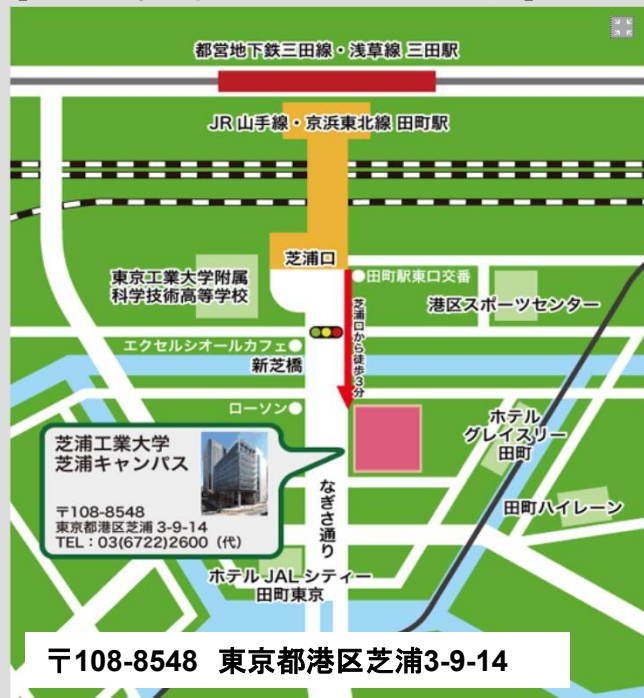 都営地下鉄三田線・浅草線 三田駅
JR 山手線・京浜東北線 田町駅
芝浦口
田町駅東口交番
東京工業大学附属
科学技術高等学校
港区スポーツセンター
芝浦口から徒歩3分
エクセルシオールカフェ
新芝橋
ローソン
ホテル
グレイスリー
田町
芝浦工業大学
芝浦キャンパス
〒108-8548
東京都港区芝浦 3-9-14
TEL:03(6722)2600(代)
なぎさ通り
田町ハイレーン
ホテル JAL シティー
田町東京
〒108-8548 東京都港区芝浦3-9-14